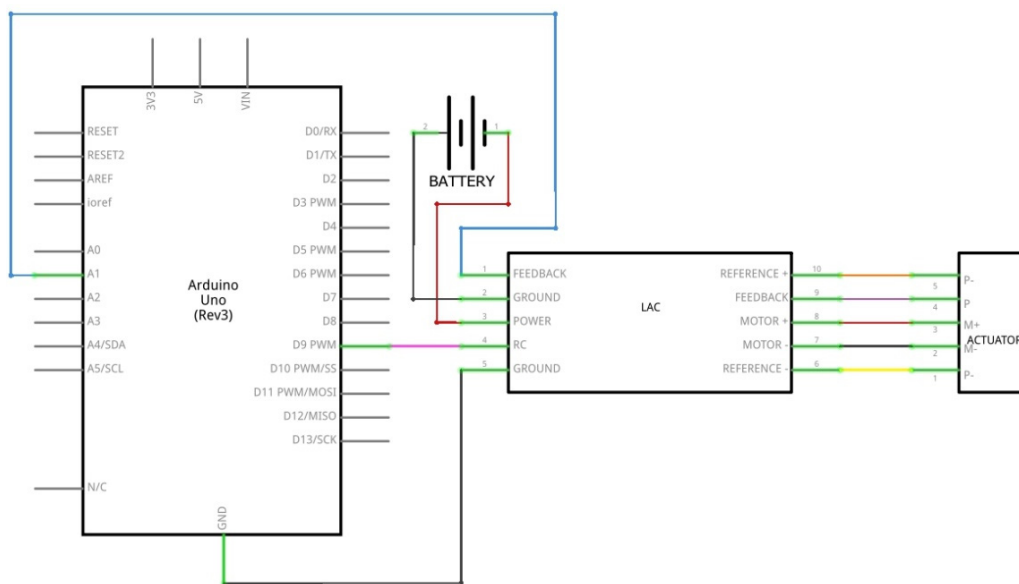 3V3
5V
VIN
RESET
RESET2
AREF
ioref
A0
A1
A2
A3
A4/SDA
A5/SCL
N/C
Arduino
Uno
(Rev3)
D0/RX
D1/TX
D2
D3 PWM
D4
D5 PWM
D6 PWM
D7
D8
D9 PWM
D10 PWM/SS
D11 PWM/MOSI
D12/MISO
D13/SCK
GND
2
1
BATTERY
1 FEEDBACK
2 GROUND
3 POWER
4 RC
5 GROUND
LAC
REFERENCE + 10
FEEDBACK 9
MOTOR + 8
MOTOR - 7
REFERENCE - 6
5 P-
4 P
3 M+
2 M-
1 P-
ACTUATOR